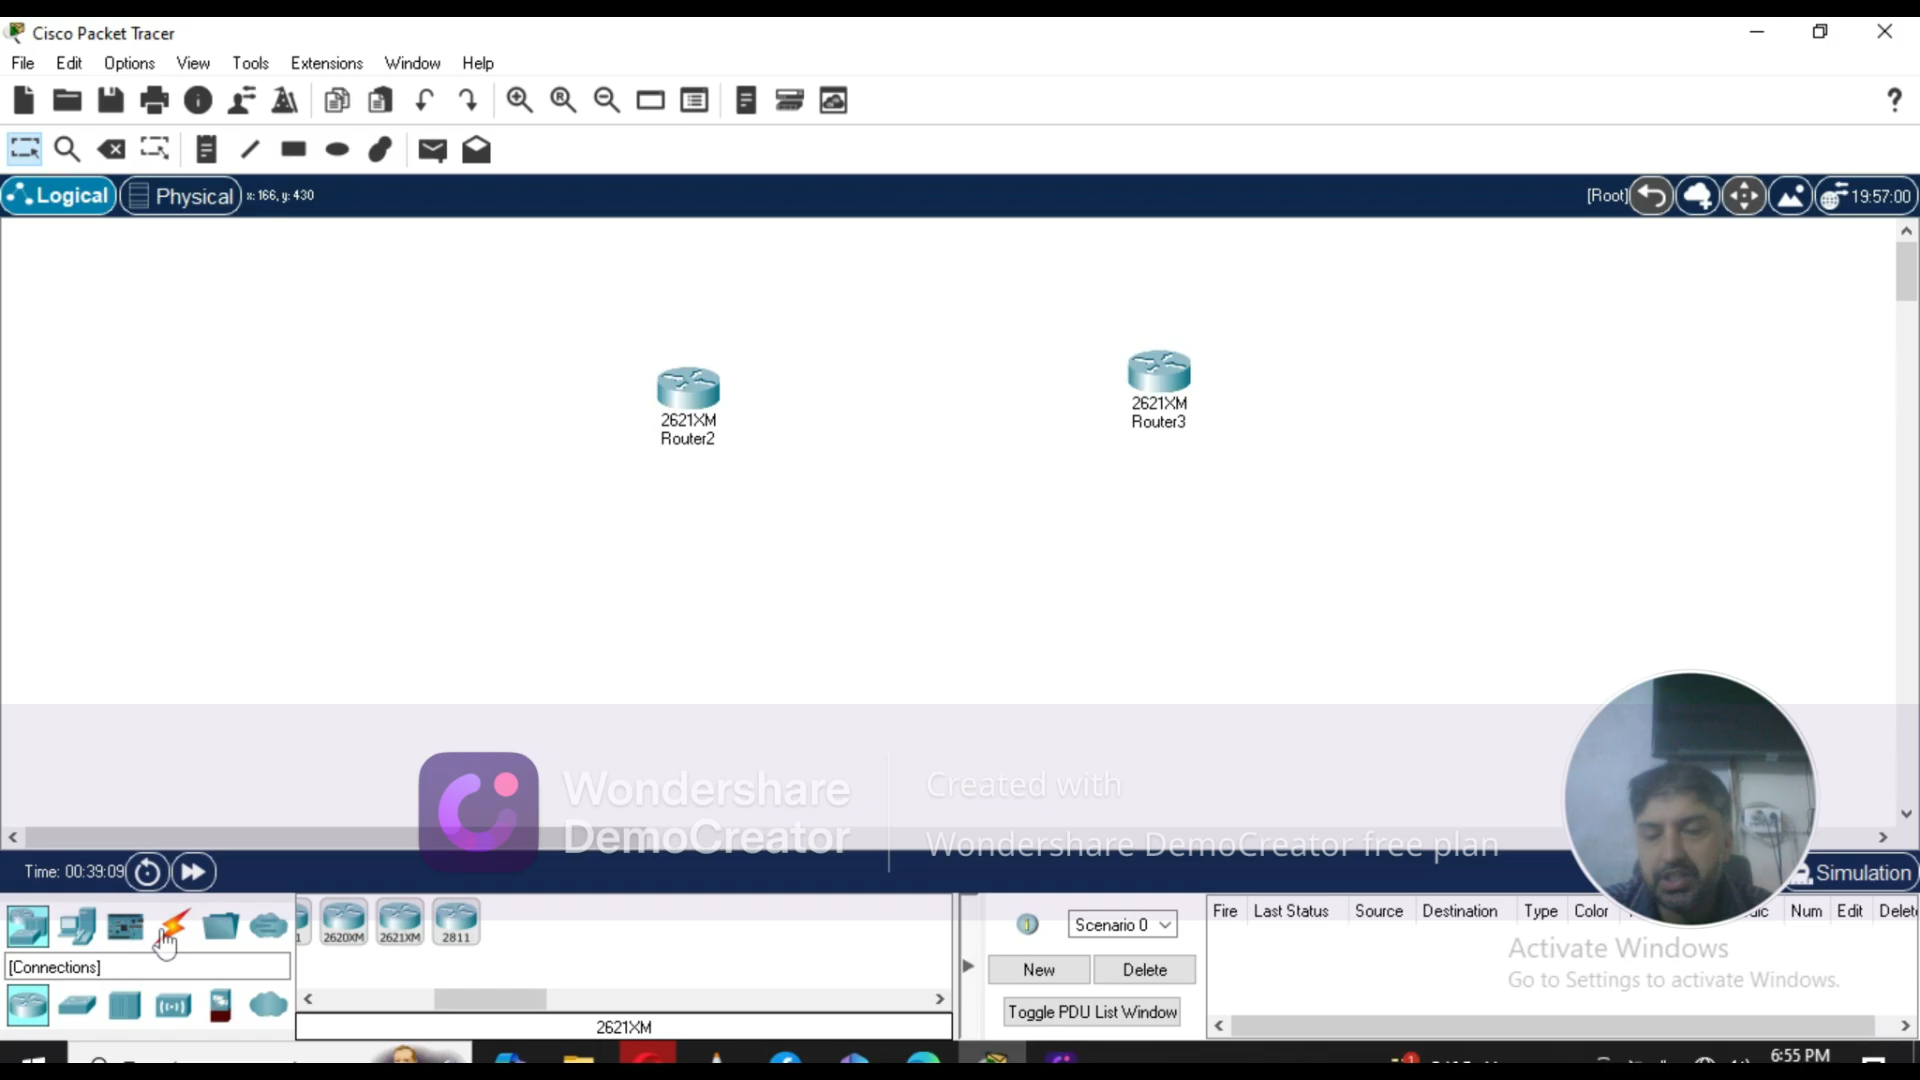 Cisco Packet Tracer
File Edit Options View Tools Extensions Window Help
Logical Physical x: 166, y: 430 [Root] 19:57:00
2621XM
Router2
2621XM
Router3
Wondershare
DemoCreator
Created with
Wondershare DemoCreator free plan
Time: 00:39:09 Simulation
2620XM 2621XM 2811
[Connections]
2621XM
Scenario 0
New Delete
Toggle PDU List Window
Fire Last Status Source Destination Type Color Num Edit Delete
Activate Windows
Go to Settings to activate Windows.
6:55 PM